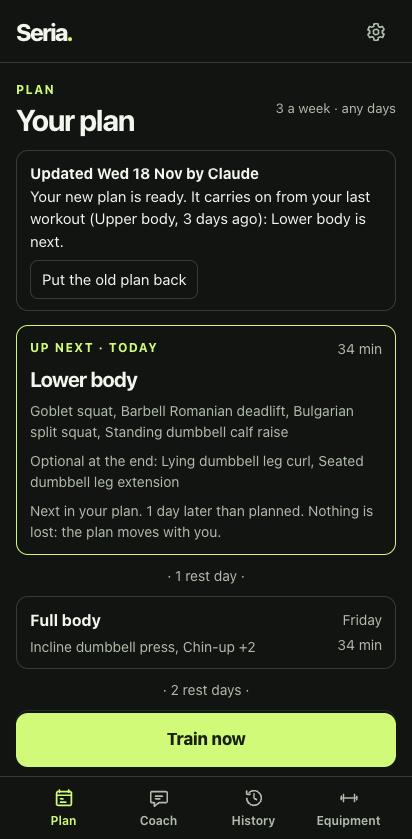 Seria.
PLAN
Your plan
3 a week · any days
Updated Wed 18 Nov by Claude
Your new plan is ready. It carries on from your last
workout (Upper body, 3 days ago): Lower body is
next.
Put the old plan back
UP NEXT · TODAY
34 min
Lower body
Goblet squat, Barbell Romanian deadlift, Bulgarian
split squat, Standing dumbbell calf raise
Optional at the end: Lying dumbbell leg curl, Seated
dumbbell leg extension
Next in your plan. 1 day later than planned. Nothing is
lost: the plan moves with you.
· 1 rest day ·
Full body
Friday
Incline dumbbell press, Chin-up +2
34 min
· 2 rest days ·
Train now
Plan
Coach
History
Equipment